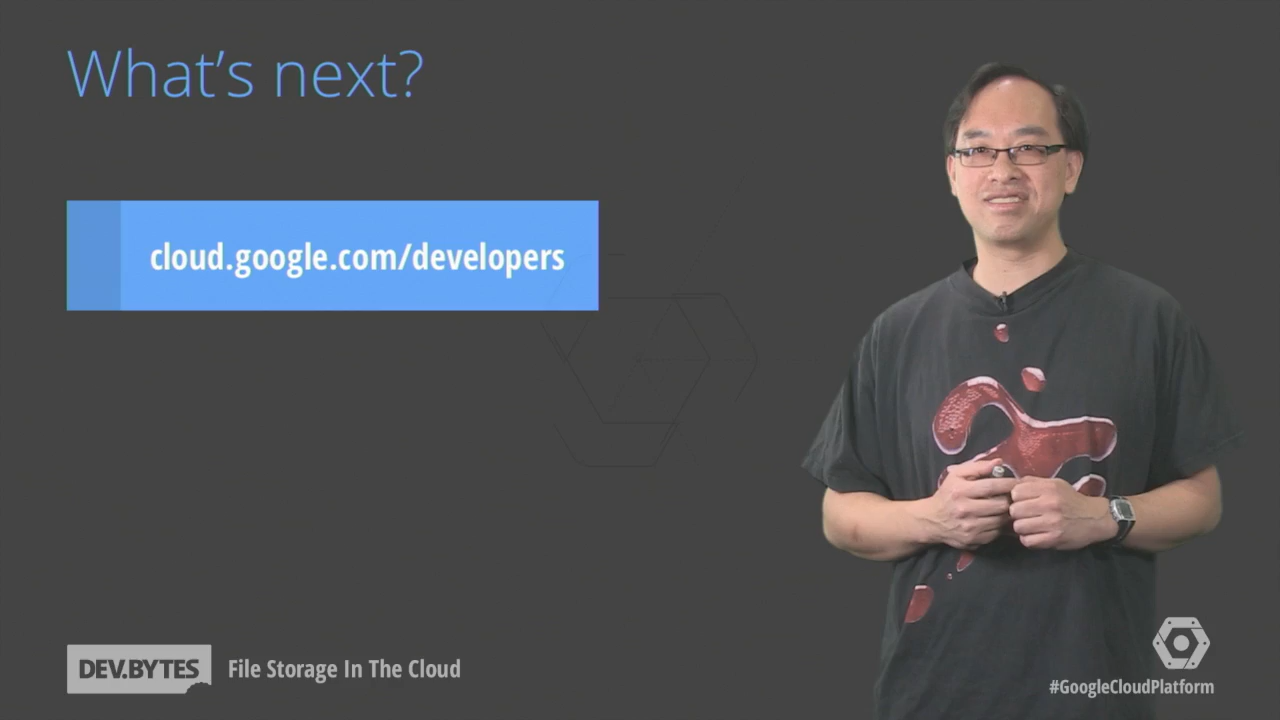 What's next?
cloud.google.com/developers
DEV.BYTES
File Storage In The Cloud
#GoogleCloudPlatform